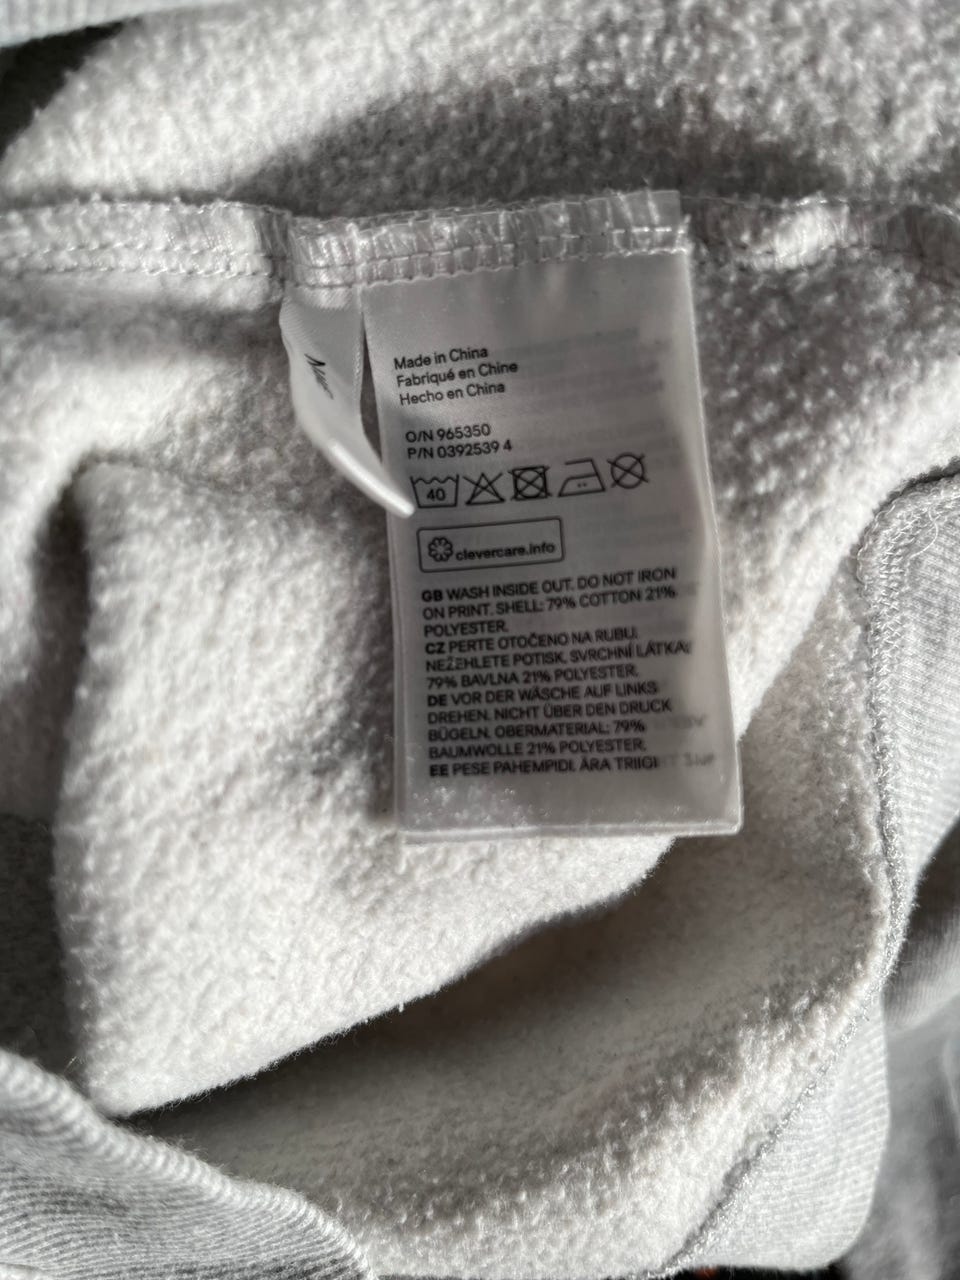 Made in China
Fabriqué en Chine
Hecho en China
O/N 965350
P/N 0392539 4
40
clevercare.info
GB WASH INSIDE OUT. DO NOT IRON
ON PRINT. SHELL: 79% COTTON 21%
POLYESTER.
CZ PERTE OTOČENO NA RUBU.
NEŽEHLETE POTISK. SVRCHNÍ LÁTKA:
79% BAVLNA 21% POLYESTER.
DE VOR DER WÄSCHE AUF LINKS
DREHEN. NICHT ÜBER DEN DRUCK
BÜGELN. OBERMATERIAL: 79%
BAUMWOLLE 21% POLYESTER.
EE PESE PAHEMPIDI. ÄRA TRIIGI